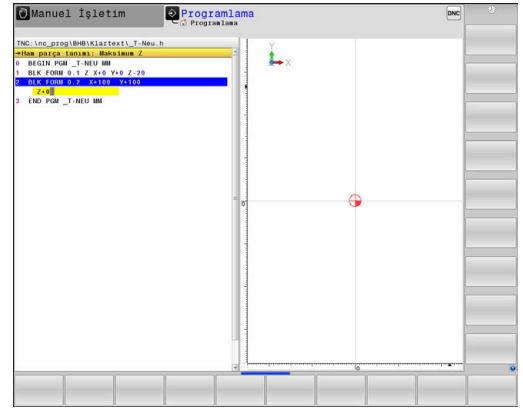 Manuel İşletim
Programlama
Programlama
DNC
TNC:\nc_prog\BHB\Klartext\_T-Neu.h
→Ham parça tanımı: Maksimum Z
0 BEGIN PGM _T-NEU MM
1 BLK FORM 0.1 Z X+0 Y+0 Z-20
2 BLK FORM 0.2 X+100 Y+100
Z+0
3 END PGM _T-NEU MM
Y
X
0
0